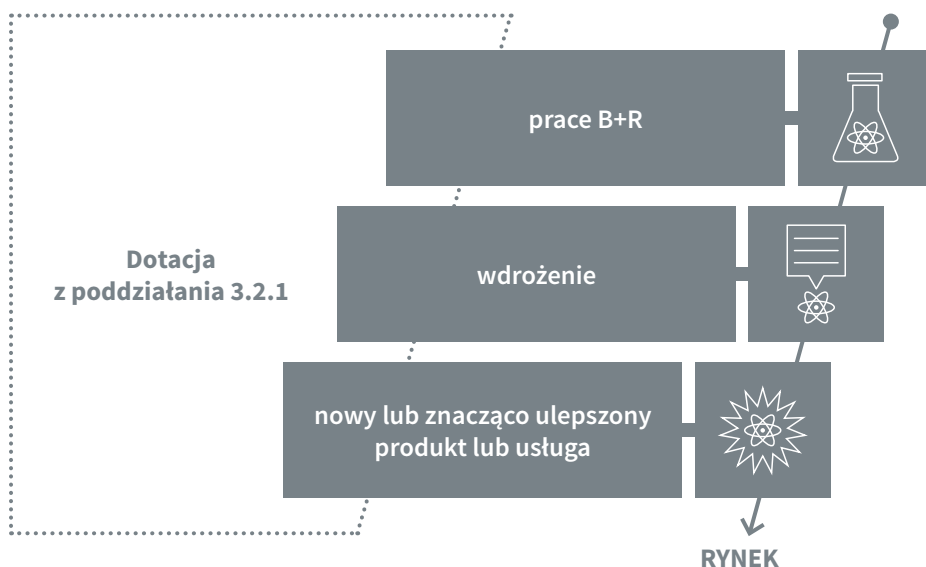 prace B+R
Dotacja
z poddziałania 3.2.1
wdrożenie
nowy lub znacząco ulepszony
produkt lub usługa
RYNEK